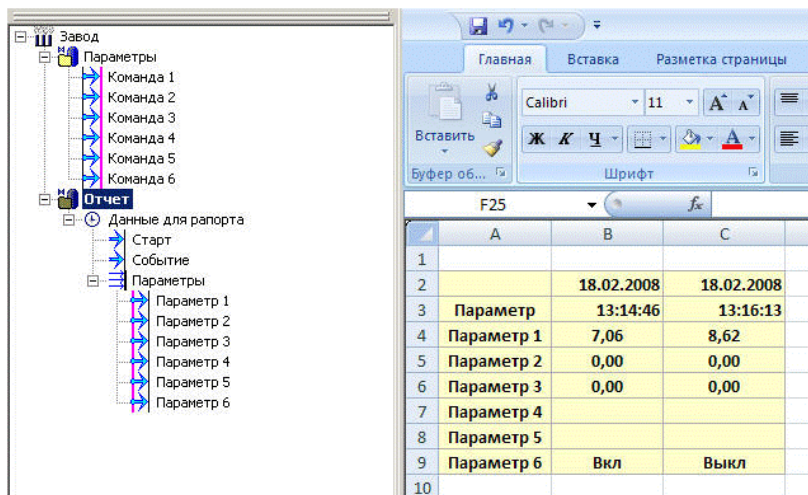 Завод
Параметры
Команда 1
Команда 2
Команда 3
Команда 4
Команда 5
Команда 6
Отчет
Данные для рапорта
Старт
Событие
Параметры
Параметр 1
Параметр 2
Параметр 3
Параметр 4
Параметр 5
Параметр 6
Главная Вставка Разметка страницы
Calibri 11 A A
Вставить Ж К Ч A
Буфер об... Шрифт
F25 fx
A B C
1
2 18.02.2008 18.02.2008
3 Параметр 13:14:46 13:16:13
4 Параметр 1 7,06 8,62
5 Параметр 2 0,00 0,00
6 Параметр 3 0,00 0,00
7 Параметр 4
8 Параметр 5
9 Параметр 6 Вкл Выкл
10